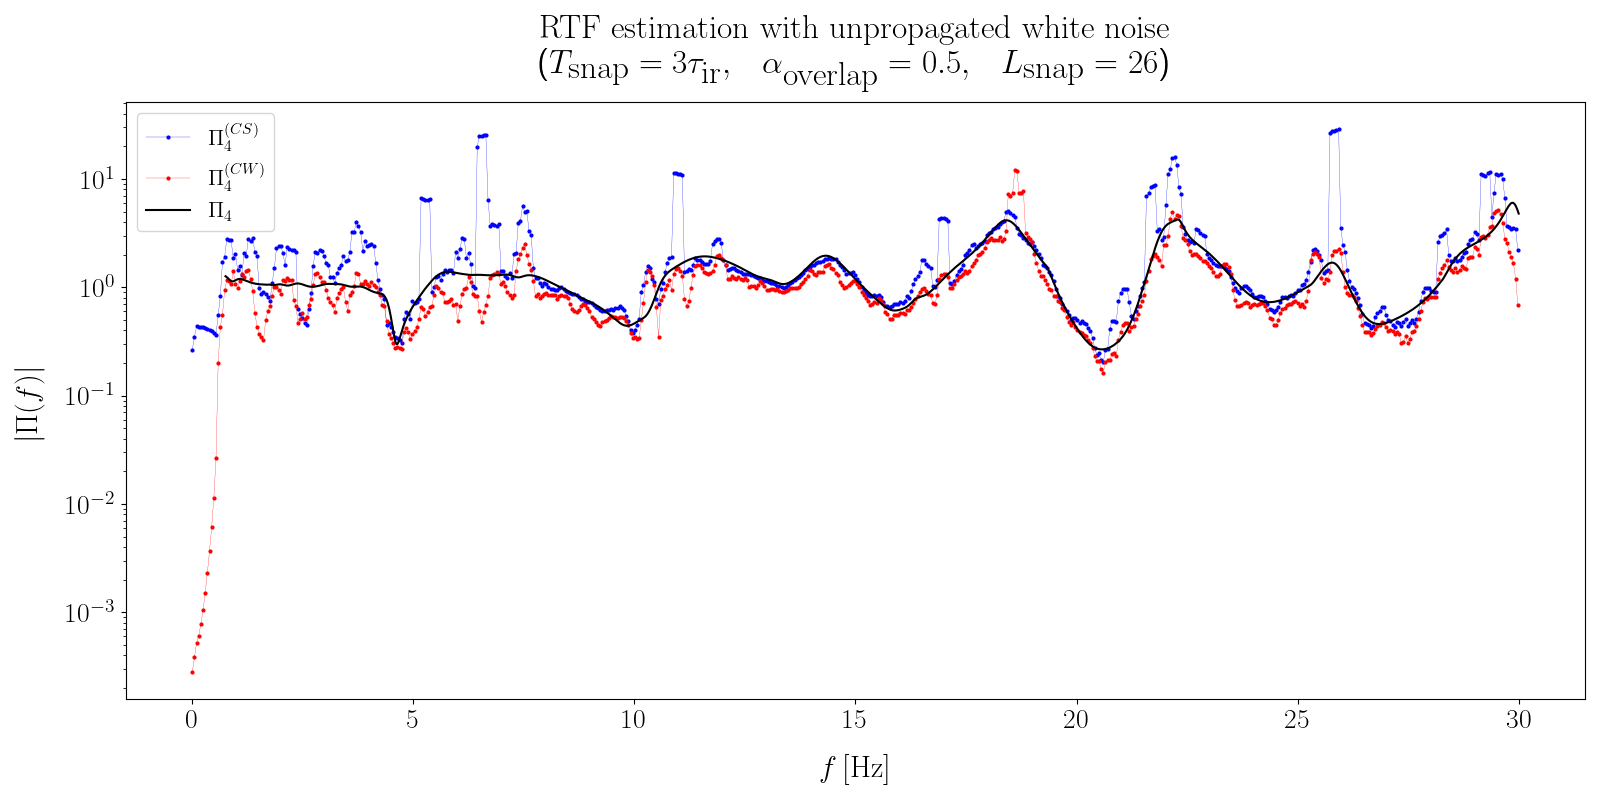 RTF estimation with unpropagated white noise
(T_snap = 3τ_ir,   α_overlap = 0.5,   L_snap = 26)
Π_4^(CS)
Π_4^(CW)
Π_4
|Π(f)|
10^1
10^0
10^−1
10^−2
10^−3
0 5 10 15 20 25 30
f [Hz]